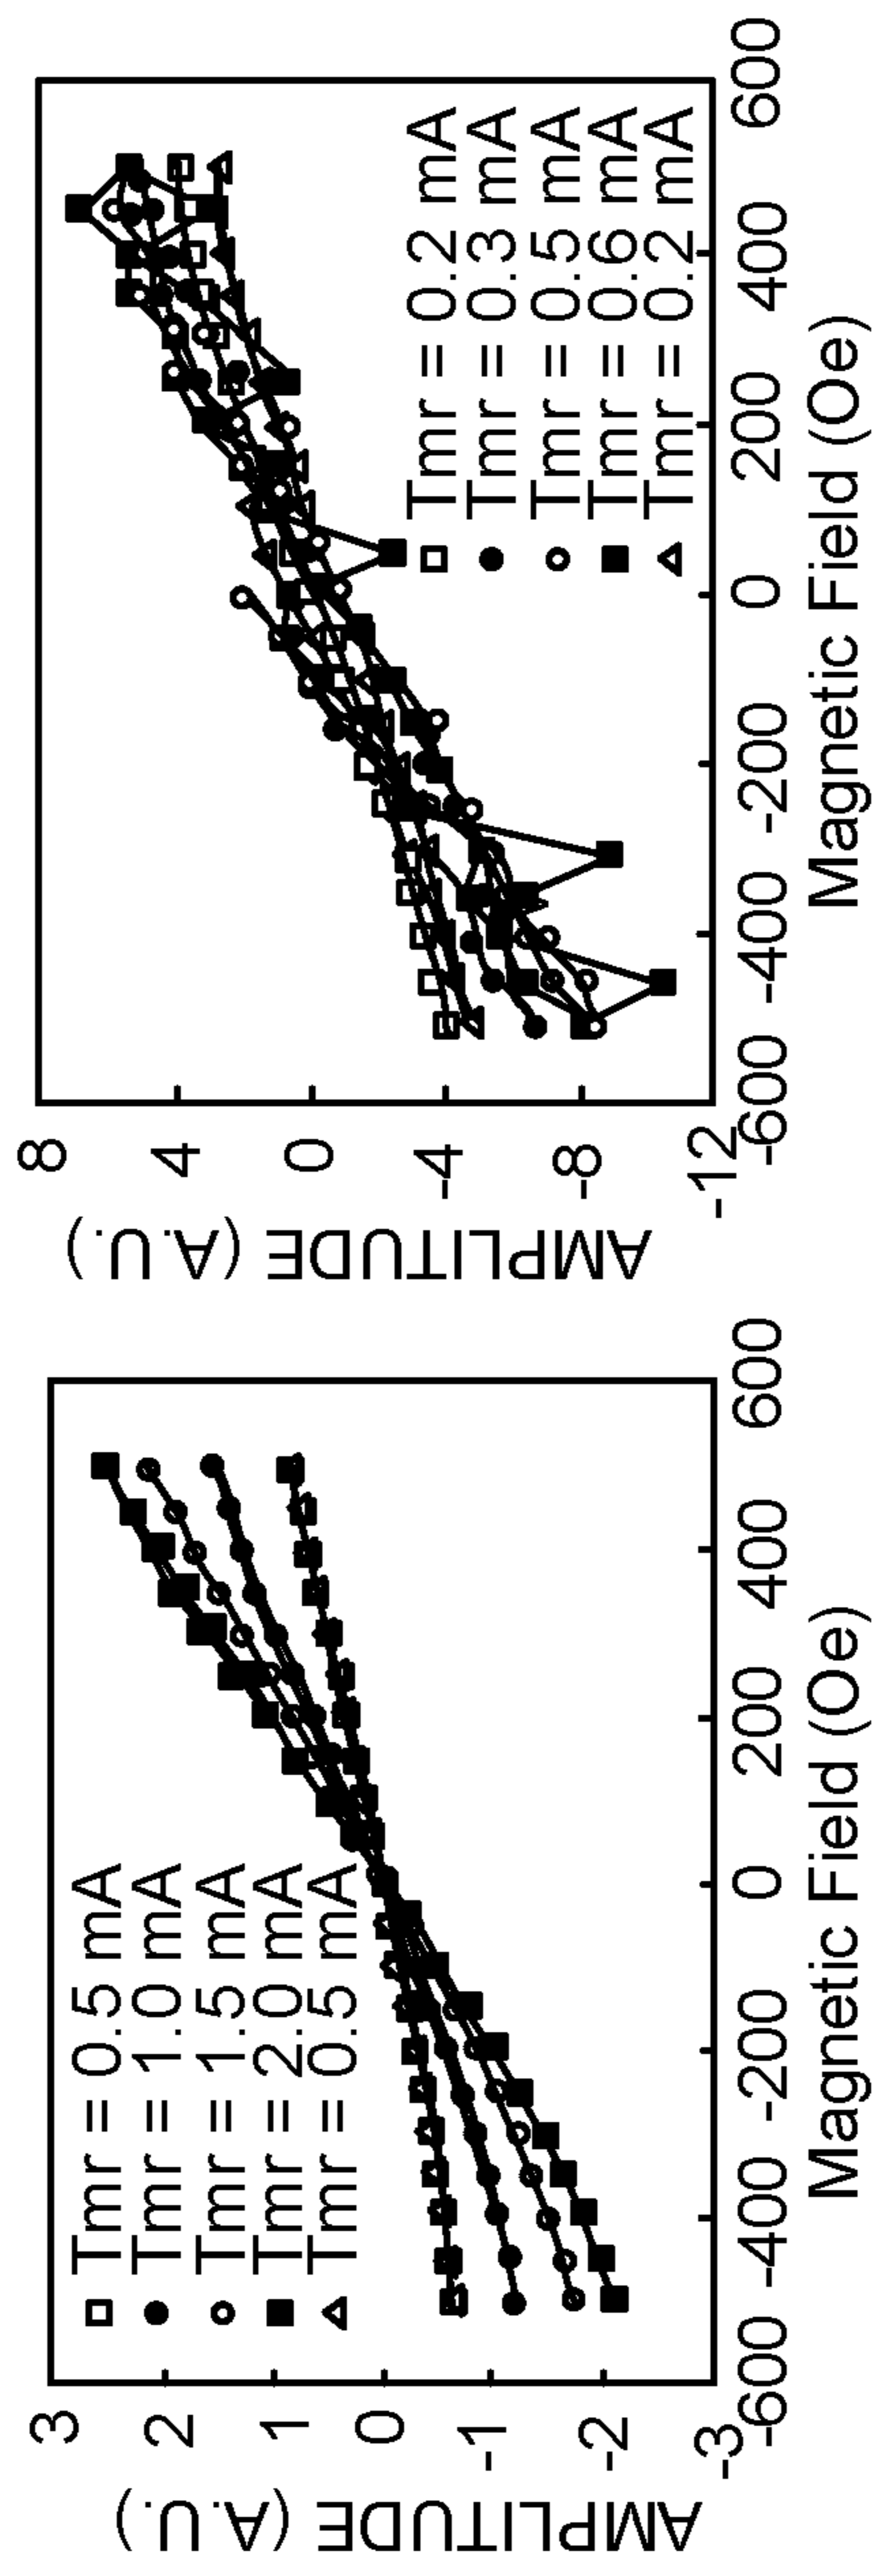 AMPLITUDE (A.U.)
3
2
1
0
-1
-2
-3
Tmr = 0.5 mA
Tmr = 1.0 mA
Tmr = 1.5 mA
Tmr = 2.0 mA
Tmr = 0.5 mA
-600 -400 -200 0 200 400 600
Magnetic Field (Oe)
AMPLITUDE (A.U.)
8
4
0
-4
-8
-12
Tmr = 0.2 mA
Tmr = 0.3 mA
Tmr = 0.5 mA
Tmr = 0.6 mA
Tmr = 0.2 mA
-600 -400 -200 0 200 400 600
Magnetic Field (Oe)